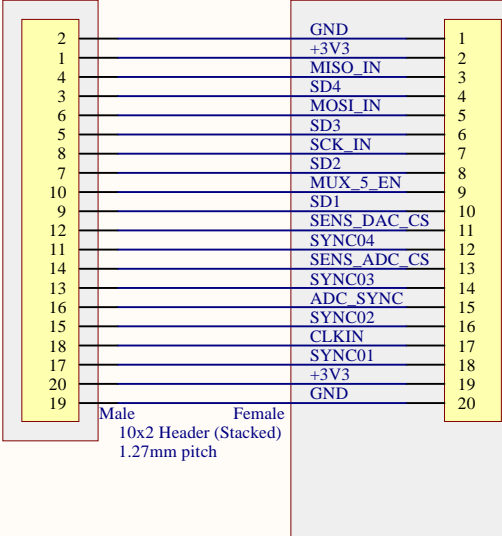 2 GND 1
1 +3V3 2
4 MISO_IN 3
3 SD4 4
6 MOSI_IN 5
5 SD3 6
8 SCK_IN 7
7 SD2 8
10 MUX_5_EN 9
9 SD1 10
12 SENS_DAC_CS 11
11 SYNC04 12
14 SENS_ADC_CS 13
13 SYNC03 14
16 ADC_SYNC 15
15 SYNC02 16
18 CLKIN 17
17 SYNC01 18
20 +3V3 19
19 GND 20
Male Female
10x2 Header (Stacked)
1.27mm pitch